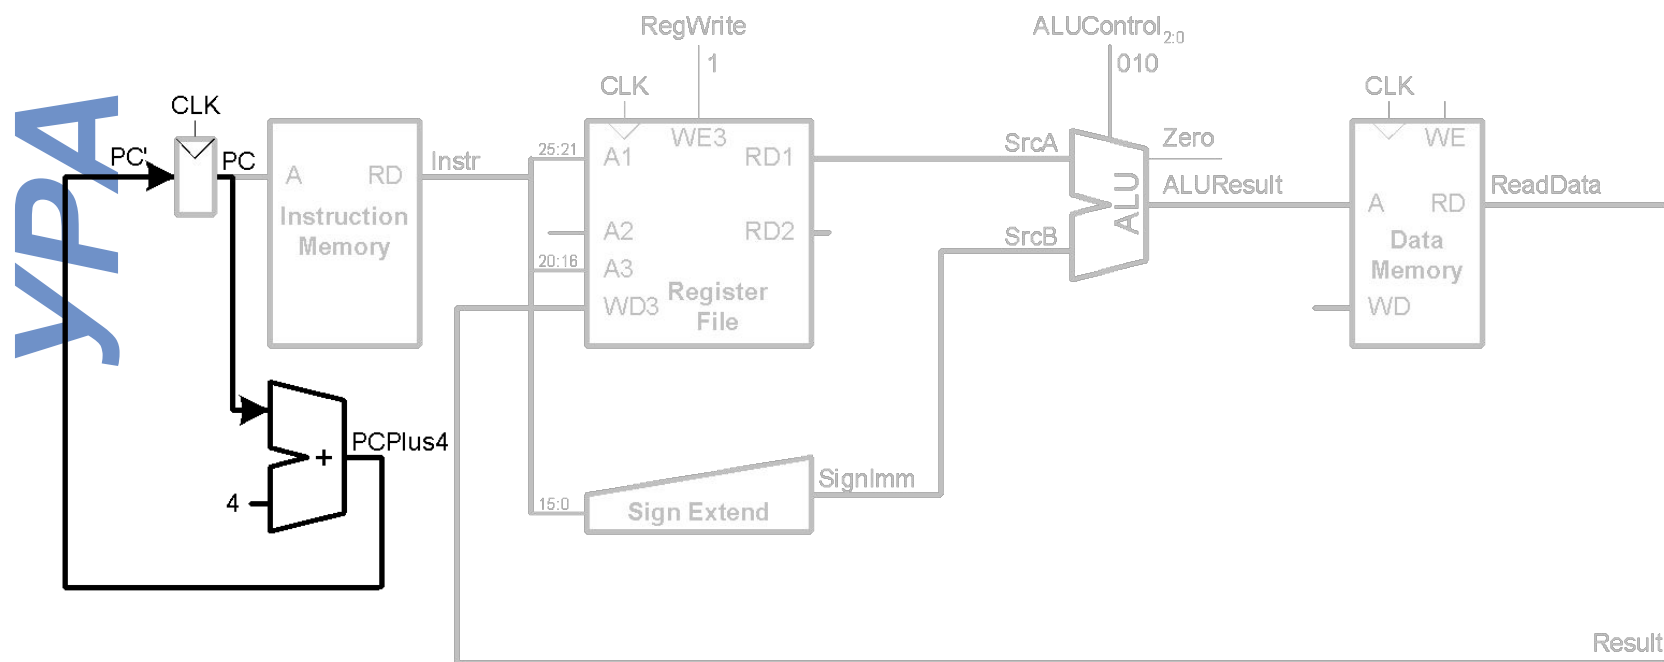 RegWrite
1
ALUControl2:0
010
CLK
CLK
CLK
УРА
PC'
PC
A
RD
Instruction
Memory
Instr
25:21
A1
WE3
RD1
A2
RD2
20:16
A3
WD3
Register
File
SrcA
SrcB
ALU
Zero
ALUResult
A
RD
WE
Data
Memory
WD
ReadData
PCPlus4
+
4
15:0
Sign Extend
SignImm
Result